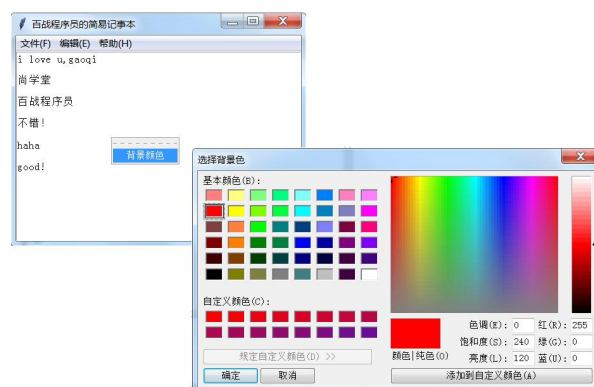 百战程序员的简易记事本
文件(F) 编辑(E) 帮助(H)
i love u,gaoqi
尚学堂
百战程序员
不错!
haha
good!
背景颜色
选择背景色
基本颜色(B):
自定义颜色(C):
规定自定义颜色(D) >>
确定 取消
颜色|纯色(O)
色调(E): 0 红(R): 255
饱和度(S): 240 绿(G): 0
亮度(L): 120 蓝(U): 0
添加到自定义颜色(A)